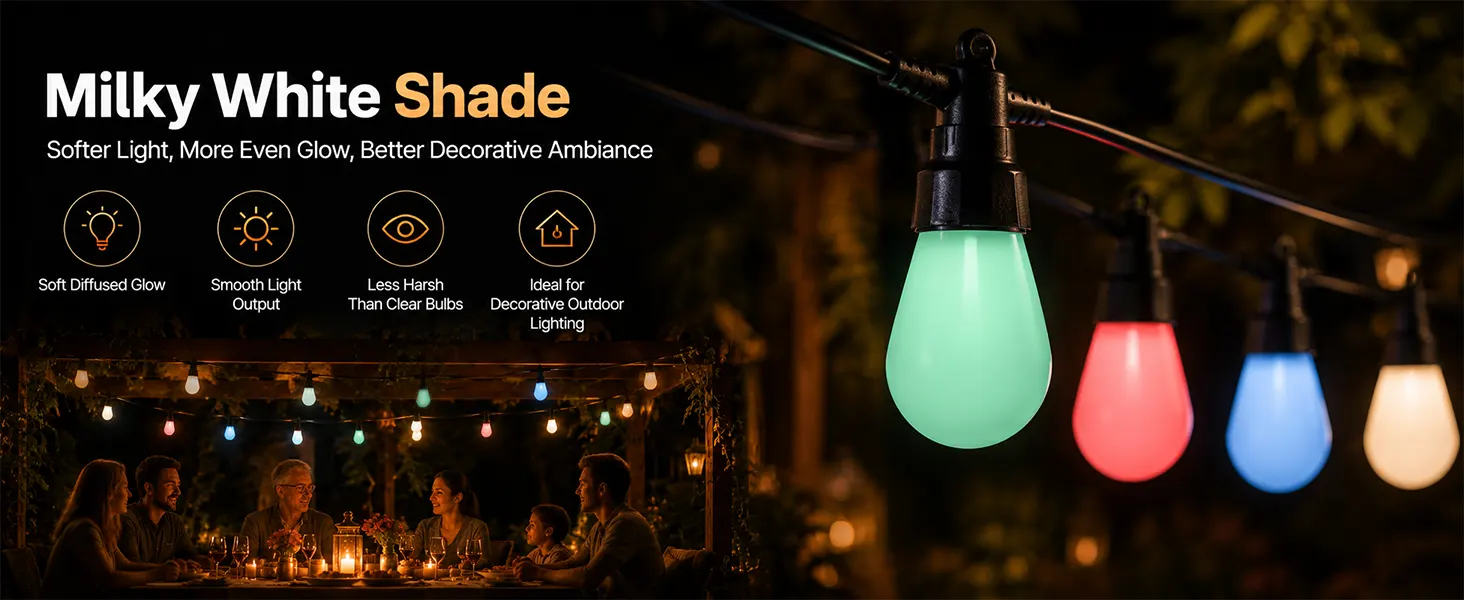 Milky White Shade
Softer Light, More Even Glow, Better Decorative Ambiance
Soft Diffused Glow
Smooth Light
Output
Less Harsh
Than Clear Bulbs
Ideal for
Decorative Outdoor
Lighting